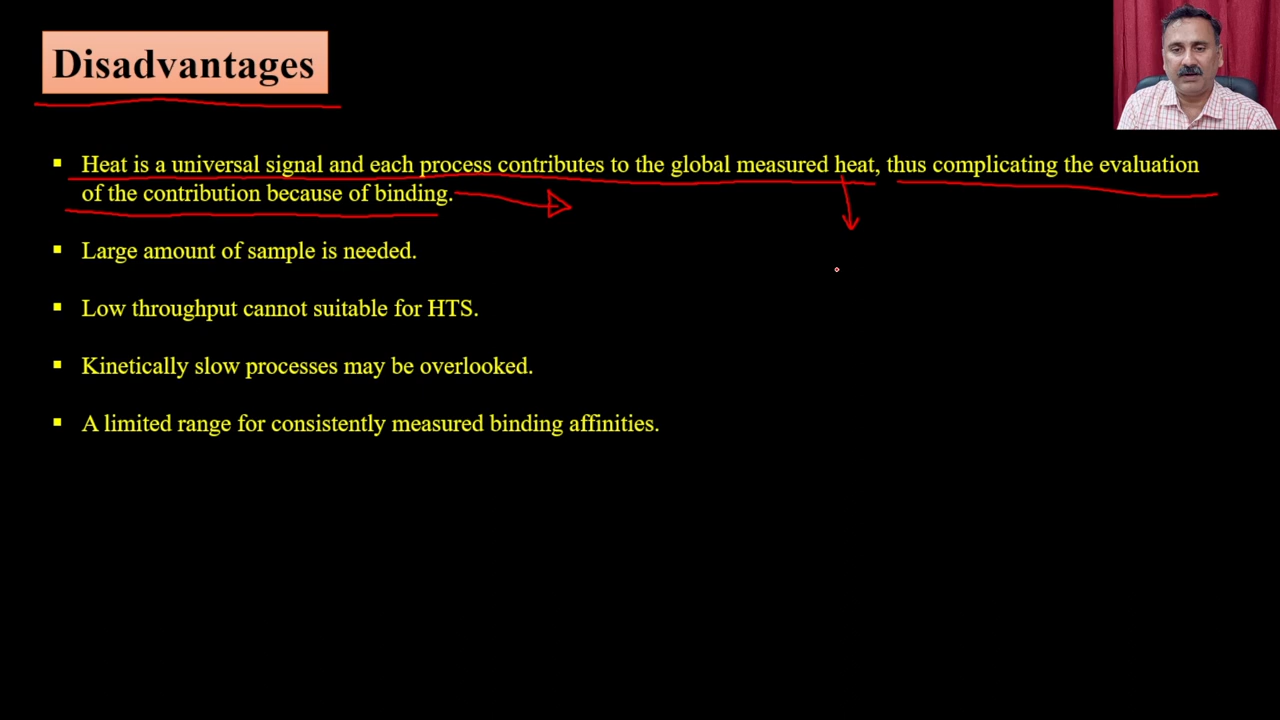 Disadvantages
▪ Heat is a universal signal and each process contributes to the global measured heat, thus complicating the evaluation
of the contribution because of binding.
▪ Large amount of sample is needed.
▪ Low throughput cannot suitable for HTS.
▪ Kinetically slow processes may be overlooked.
▪ A limited range for consistently measured binding affinities.